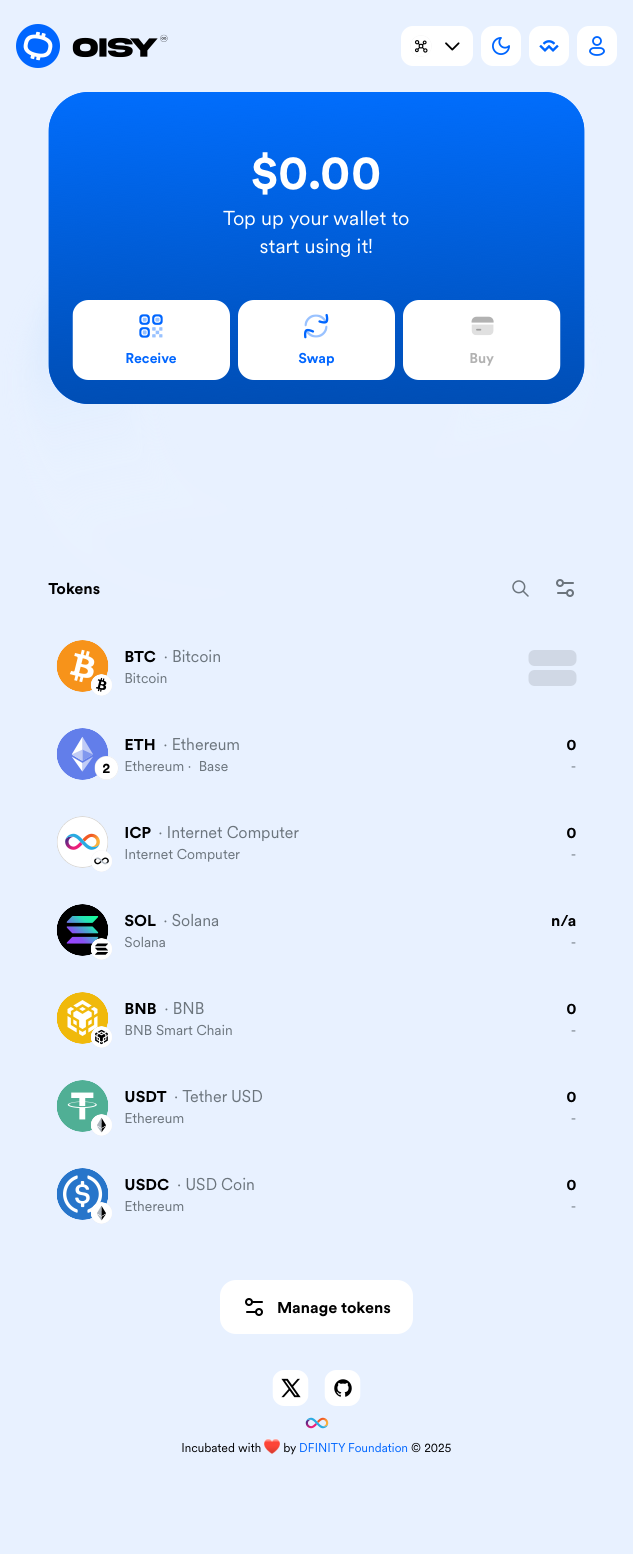 OISY
$0.00
Top up your wallet to
start using it!
Receive
Swap
Buy
Tokens
BTC · Bitcoin
Bitcoin
ETH · Ethereum
0
2
Ethereum · Base
-
ICP · Internet Computer
0
Internet Computer
-
SOL · Solana
n/a
Solana
-
BNB · BNB
0
BNB Smart Chain
-
USDT · Tether USD
0
Ethereum
-
USDC · USD Coin
0
Ethereum
-
Manage tokens
Incubated with ❤️ by DFINITY Foundation © 2025